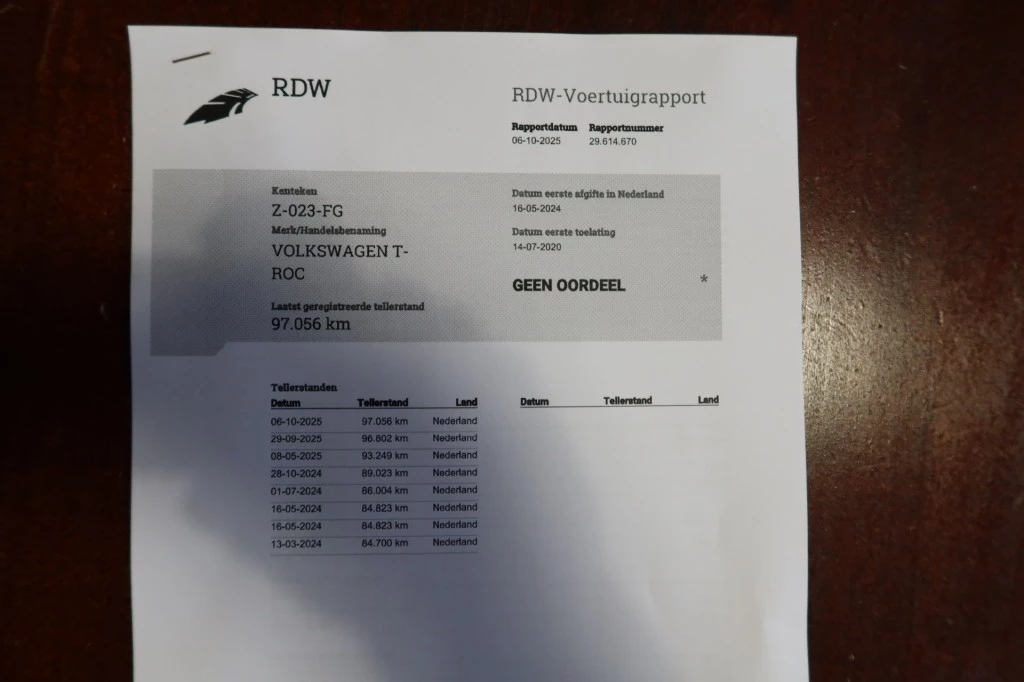 RDW
RDW-Voertuigrapport
Rapportdatum Rapportnummer
06-10-2025 29.614.670
Kenteken
Z-023-FG
Merk/Handelsbenaming
VOLKSWAGEN T-
ROC
Laatst geregistreerde tellerstand
97.056 km
Datum eerste afgifte in Nederland
16-05-2024
Datum eerste toelating
14-07-2020
GEEN OORDEEL *
Tellerstanden
Datum Tellerstand Land
06-10-2025 97.056 km Nederland
29-09-2025 96.802 km Nederland
08-05-2025 93.249 km Nederland
28-10-2024 89.023 km Nederland
01-07-2024 86.004 km Nederland
16-05-2024 84.823 km Nederland
16-05-2024 84.823 km Nederland
13-03-2024 84.700 km Nederland
Datum Tellerstand Land